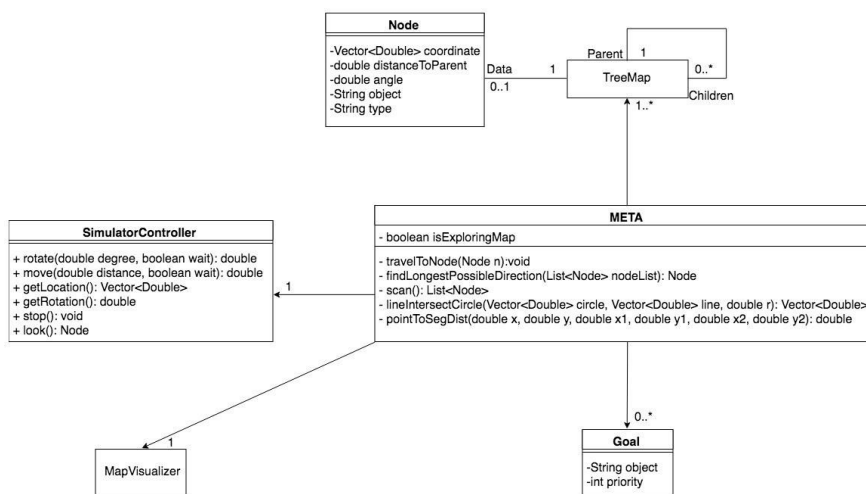 Node
-Vector<Double> coordinate
-double distanceToParent
-double angle
-String object
-String type
Data
0..1
1
Parent
1
TreeMap
0..*
Children
1..*
META
- boolean isExploringMap
- travelToNode(Node n):void
- findLongestPossibleDirection(List<Node> nodeList): Node
- scan(): List<Node>
- lineIntersectCircle(Vector<Double> circle, Vector<Double> line, double r): Vector<Double>
- pointToSegDist(double x, double y, double x1, double y1, double x2, double y2): double
SimulatorController
+ rotate(double degree, boolean wait): double
+ move(double distance, boolean wait): double
+ getLocation(): Vector<Double>
+ getRotation(): double
+ stop(): void
+ look(): Node
1
1
MapVisualizer
0..*
Goal
-String object
-int priority